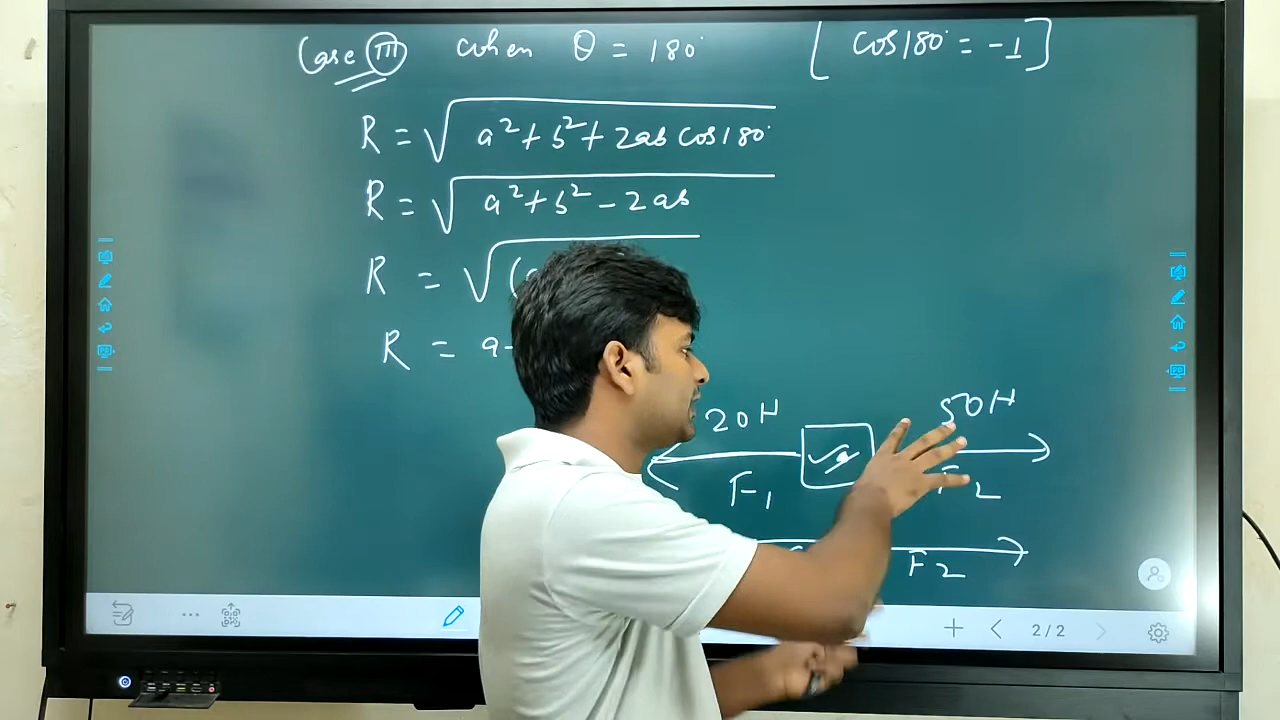 Case III when θ = 180° [ cos180° = -1 ]
R = √ a² + b² + 2ab cos180°
R = √ a² + b² - 2ab
R = √ (
R = a-
20N 50N
F₁ F₂
F2
2/2